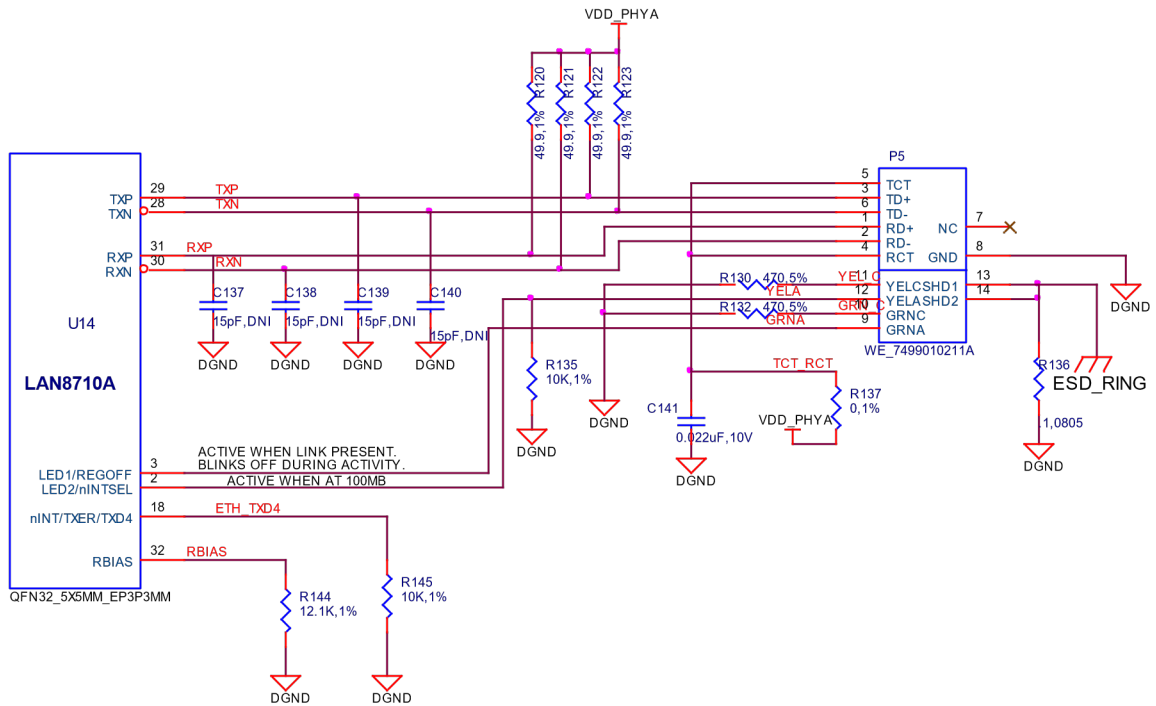 VDD_PHYA
R120
R121
R122
R123
49.9,1%
49.9,1%
49.9,1%
49.9,1%
P5
29
TXP
TXP
28
TXN
TXN
31
RXP
RXP
30
RXN
RXN
5
TCT
3
TD+
6
TD-
1
RD+
NC
7
2
RD-
4
RCT
GND
8
DGND
C137
15pF,DNI
DGND
C138
15pF,DNI
DGND
C139
15pF,DNI
DGND
C140
15pF,DNI
DGND
U14
LAN8710A
R130
470,5%
11
YELC
SHD1
13
YELA
12
YELA
SHD2
14
R132
470,5%
10
GRNC
GRNA
9
GRNA
WE_7499010211A
R135
10K,1%
DGND
DGND
TCT_RCT
R136
ESD_RING
C141
0.022uF,10V
DGND
VDD_PHYA
R137
0,1%
.1,0805
DGND
ACTIVE WHEN LINK PRESENT.
BLINKS OFF DURING ACTIVITY.
3
LED1/REGOFF
ACTIVE WHEN AT 100MB
2
LED2/nINTSEL
18
ETH_TXD4
nINT/TXER/TXD4
32
RBIAS
RBIAS
QFN32_5X5MM_EP3P3MM
R144
12.1K,1%
DGND
R145
10K,1%
DGND